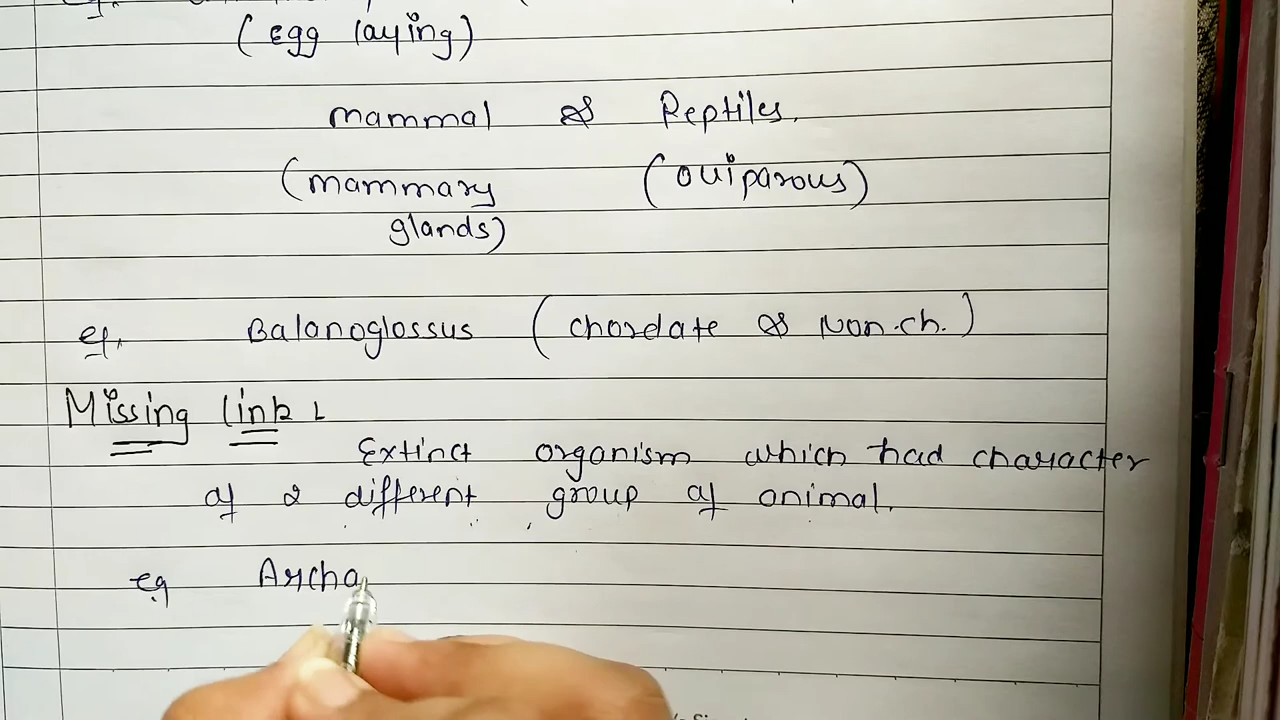 (egg laying)
mammal & Reptiles.
(mammary (oviparous)
glands)
eg. Balanoglossus (chordate & Non.ch.)
Missing link :
Extinct organism which had character
of 2 different group of animal.
eg Archa